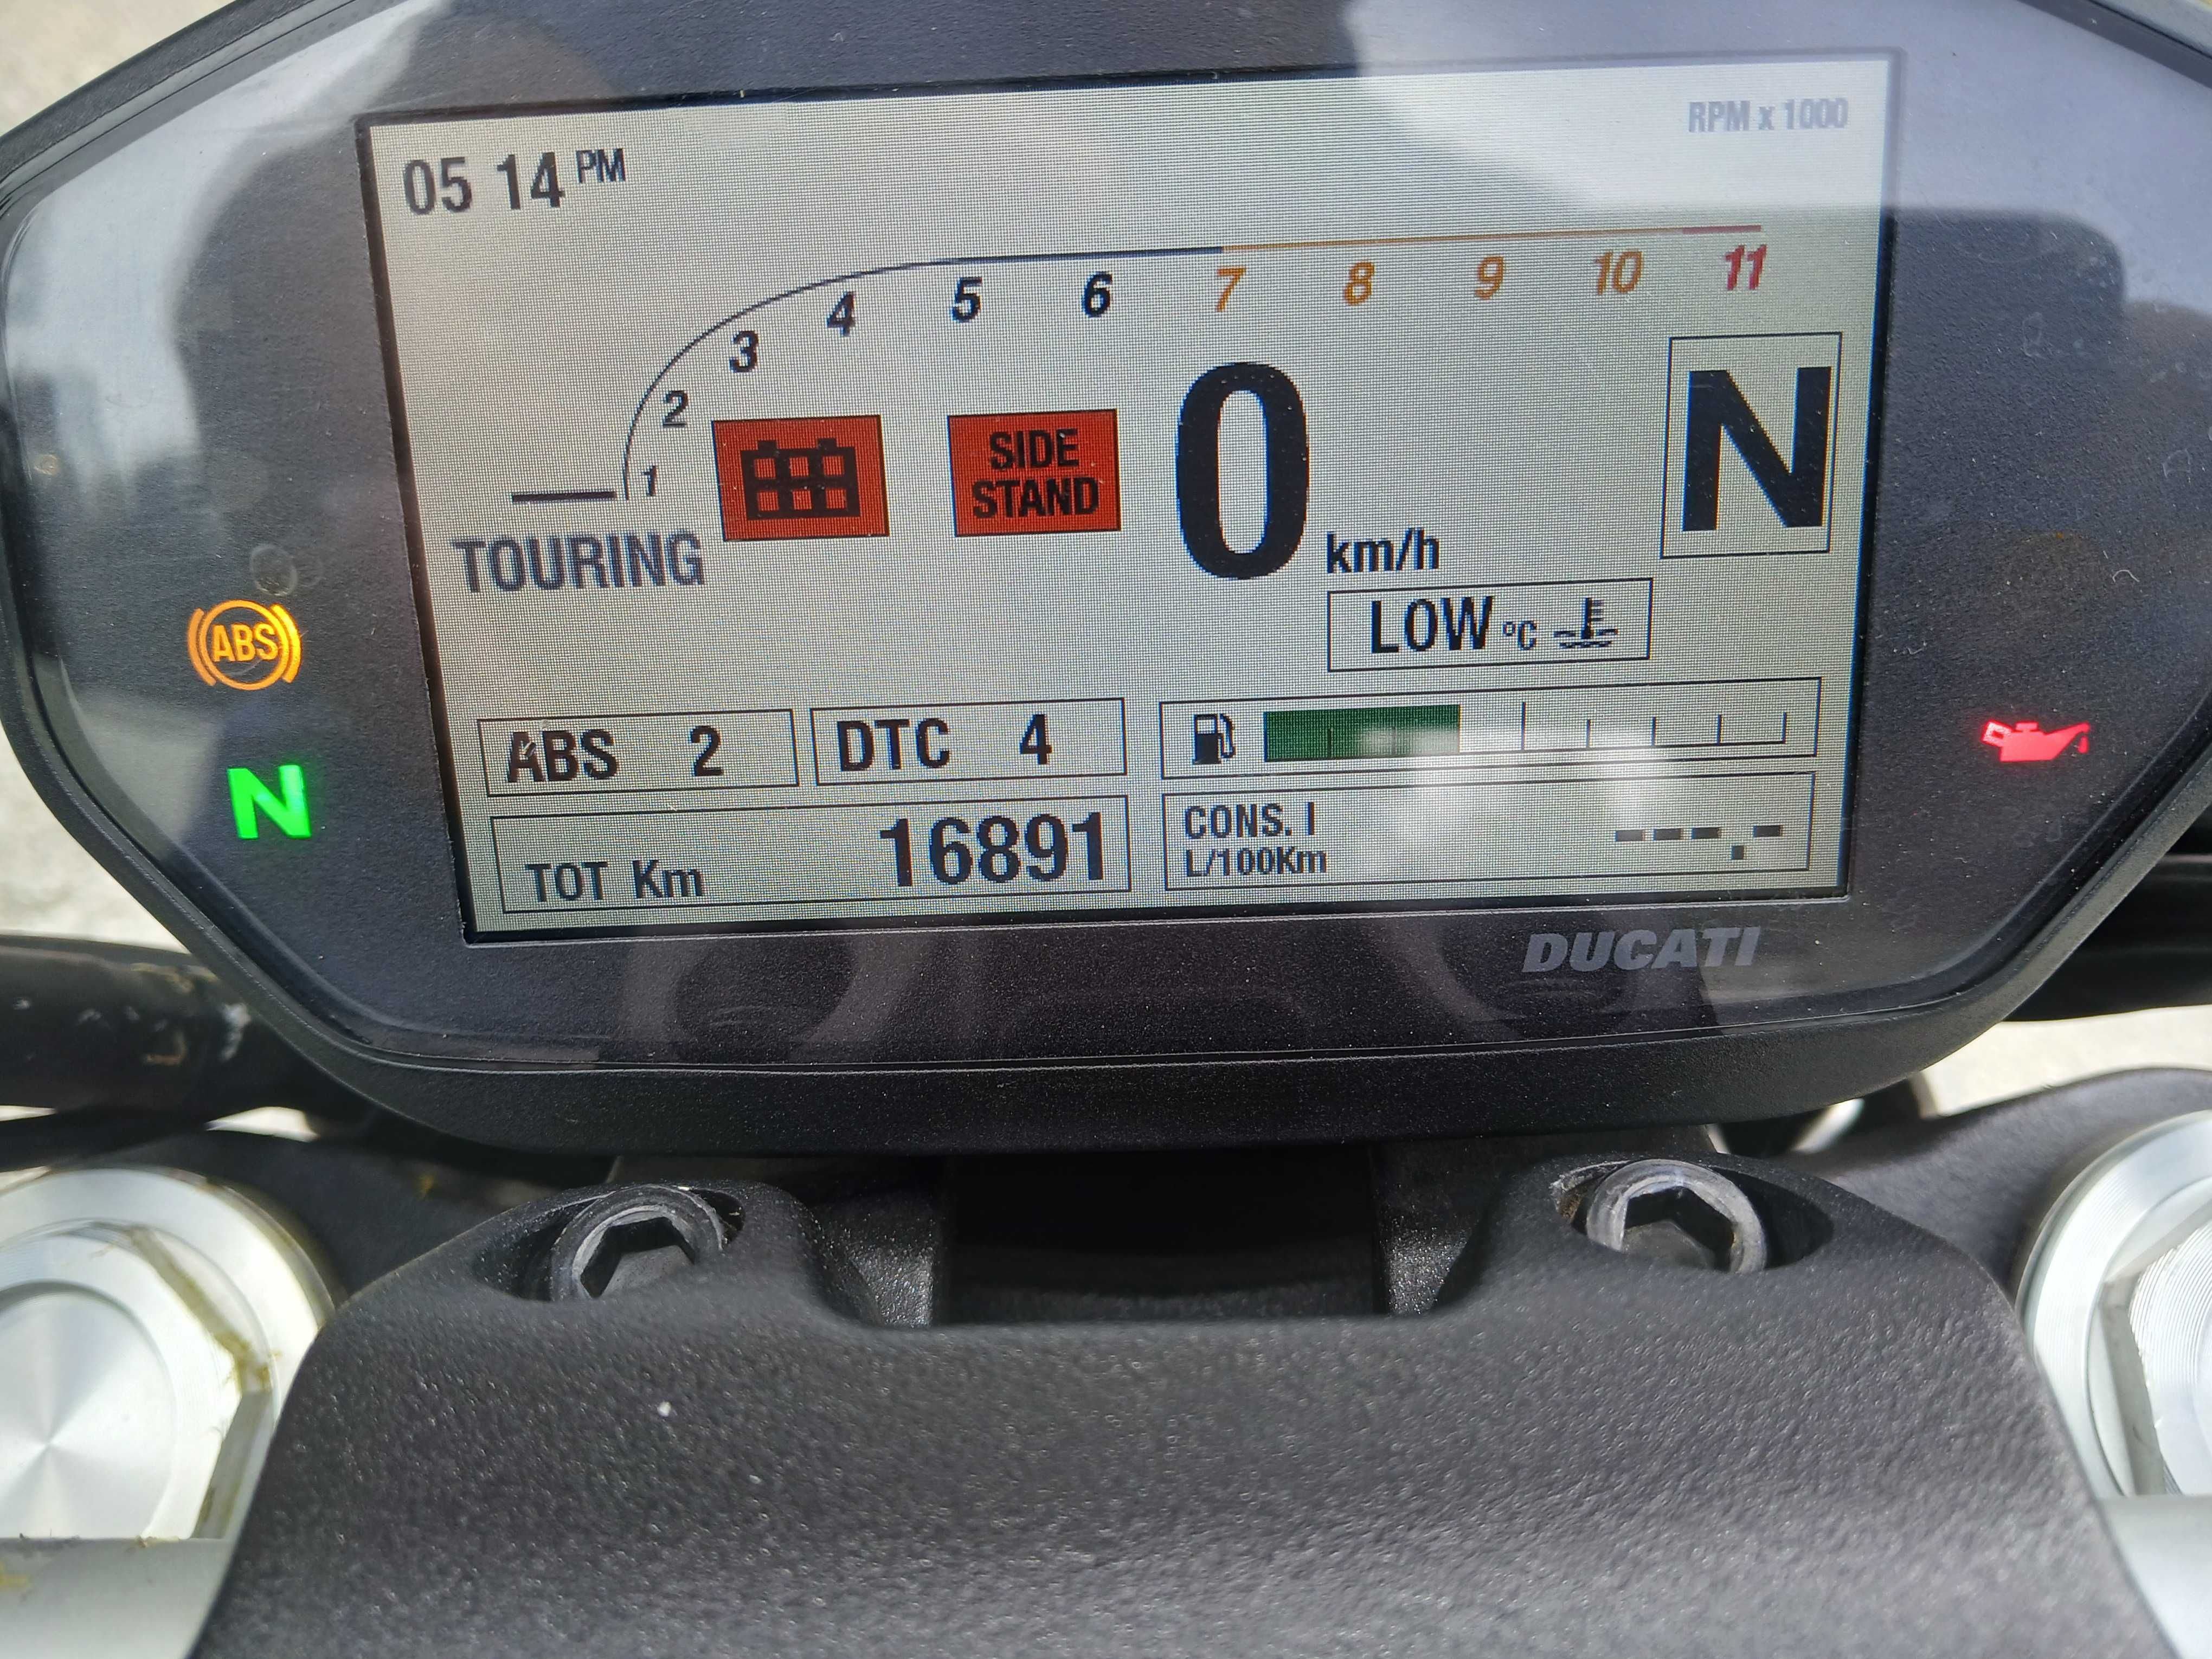 RPM x 1000
05 14 PM
1 2 3 4 5 6 7 8 9 10 11
SIDE
STAND
0 km/h
N
TOURING
LOW °C
ABS
ABS 2
DTC 4
N
TOT Km 16891
CONS. I
L/100Km
---.-
DUCATI